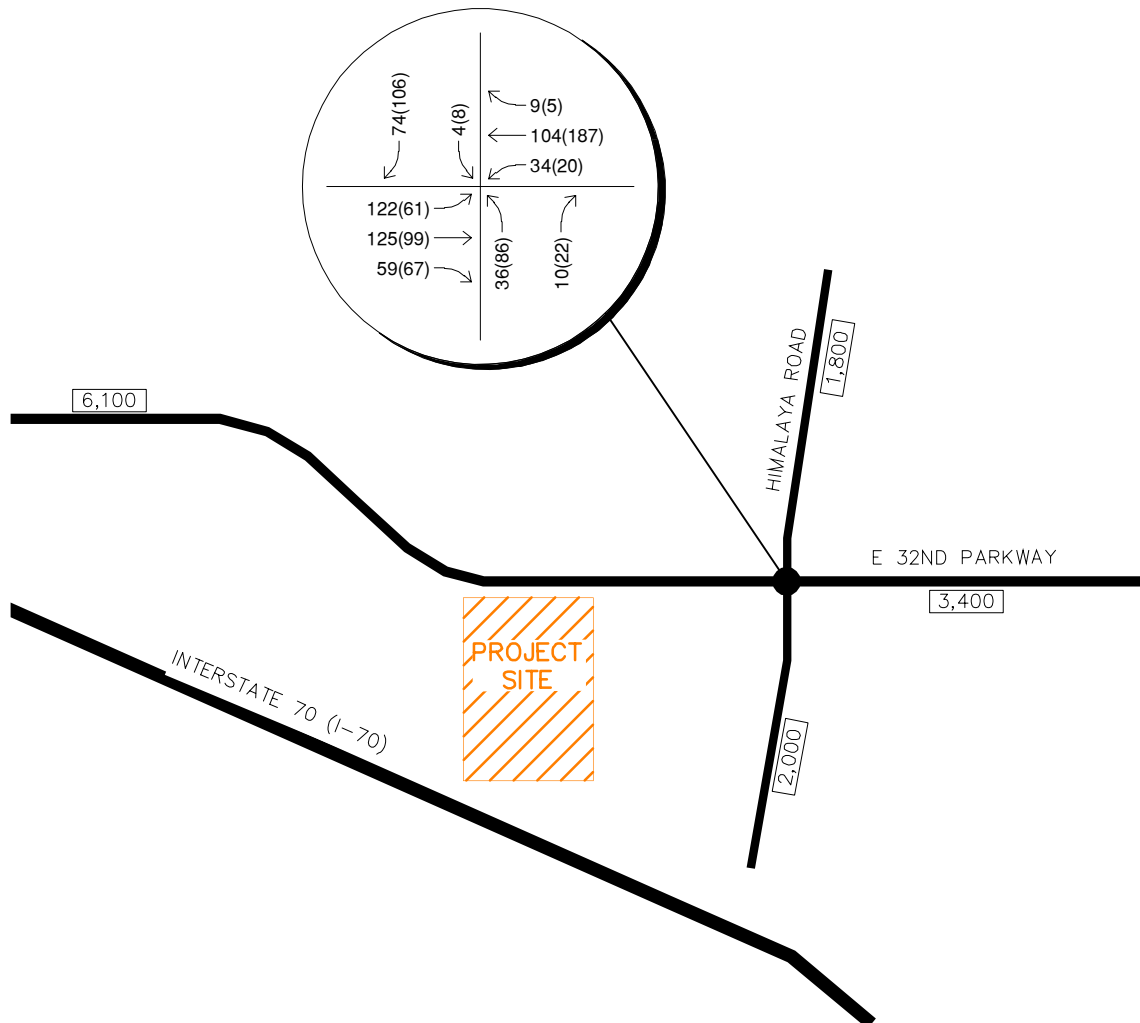 74(106)
4(8)
9(5)
104(187)
34(20)
122(61)
125(99)
59(67)
36(86)
10(22)
6,100
HIMALAYA ROAD
1,800
E 32ND PARKWAY
3,400
PROJECT
SITE
INTERSTATE 70 (I-70)
2,000